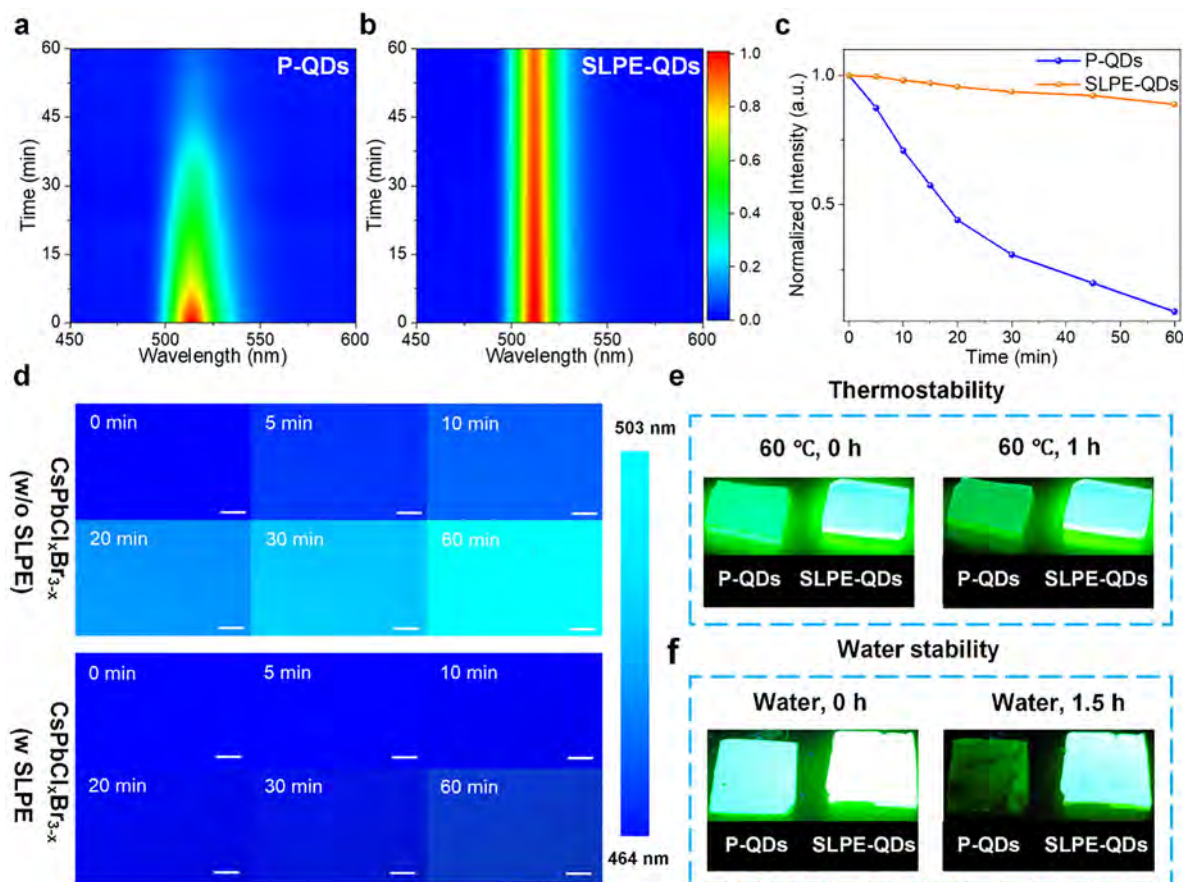 a
b
c
60
45
30
15
0
Time (min)
P-QDs
450
500
550
600
Wavelength (nm)
60
45
30
15
0
Time (min)
SLPE-QDs
450
500
550
600
Wavelength (nm)
1.0
0.8
0.6
0.4
0.2
0.0
Normalized Intensity (a.u.)
1.0
0.5
P-QDs
SLPE-QDs
0
10
20
30
40
50
60
Time (min)
d
CsPbClₓBr₃₋ₓ
(w/o SLPE)
0 min
5 min
10 min
20 min
30 min
60 min
CsPbClₓBr₃₋ₓ
(w SLPE
0 min
5 min
10 min
20 min
30 min
60 min
503 nm
464 nm
e
Thermostability
60 ℃, 0 h
60 ℃, 1 h
P-QDs SLPE-QDs
P-QDs SLPE-QDs
f
Water stability
Water, 0 h
Water, 1.5 h
P-QDs SLPE-QDs
P-QDs SLPE-QDs